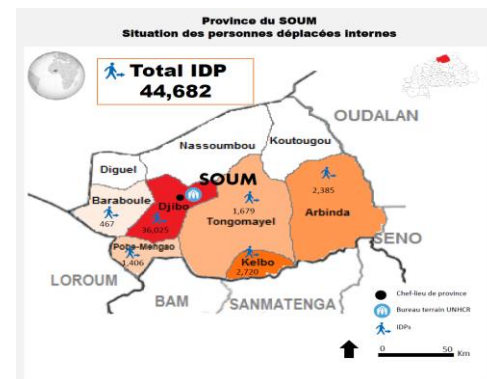 Province du SOUM
Situation des personnes déplacées internes
Total IDP
44,682
OUDALAN
Koutougou
Nassoumbou
Diguel
SOUM
2,385
Baraboule
Djibo
1,679
Arbinda
467
36,025
Tongomayel
SENO
Pobe-Mengao
1,406
Kelbo
2,720
LOROUM
BAM
SANMATENGA
Chef-lieu de province
Bureau terrain UNHCR
IDPs
0 50 Km